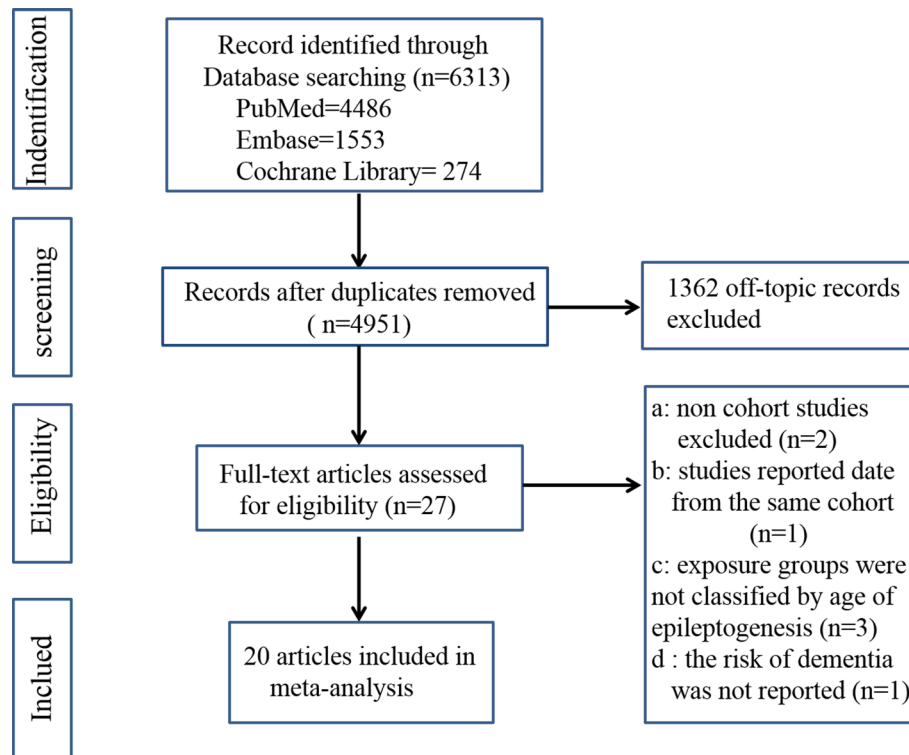 Indentification
Record identified through
Database searching (n=6313)
PubMed=4486
Embase=1553
Cochrane Library= 274
screening
Records after duplicates removed
( n=4951)
1362 off-topic records
excluded
Eligibility
Full-text articles assessed
for eligibility (n=27)
a: non cohort studies
excluded (n=2)
b: studies reported date
from the same cohort
(n=1)
c: exposure groups were
not classified by age of
epileptogenesis (n=3)
d : the risk of dementia
was not reported (n=1)
Inclued
20 articles included in
meta-analysis